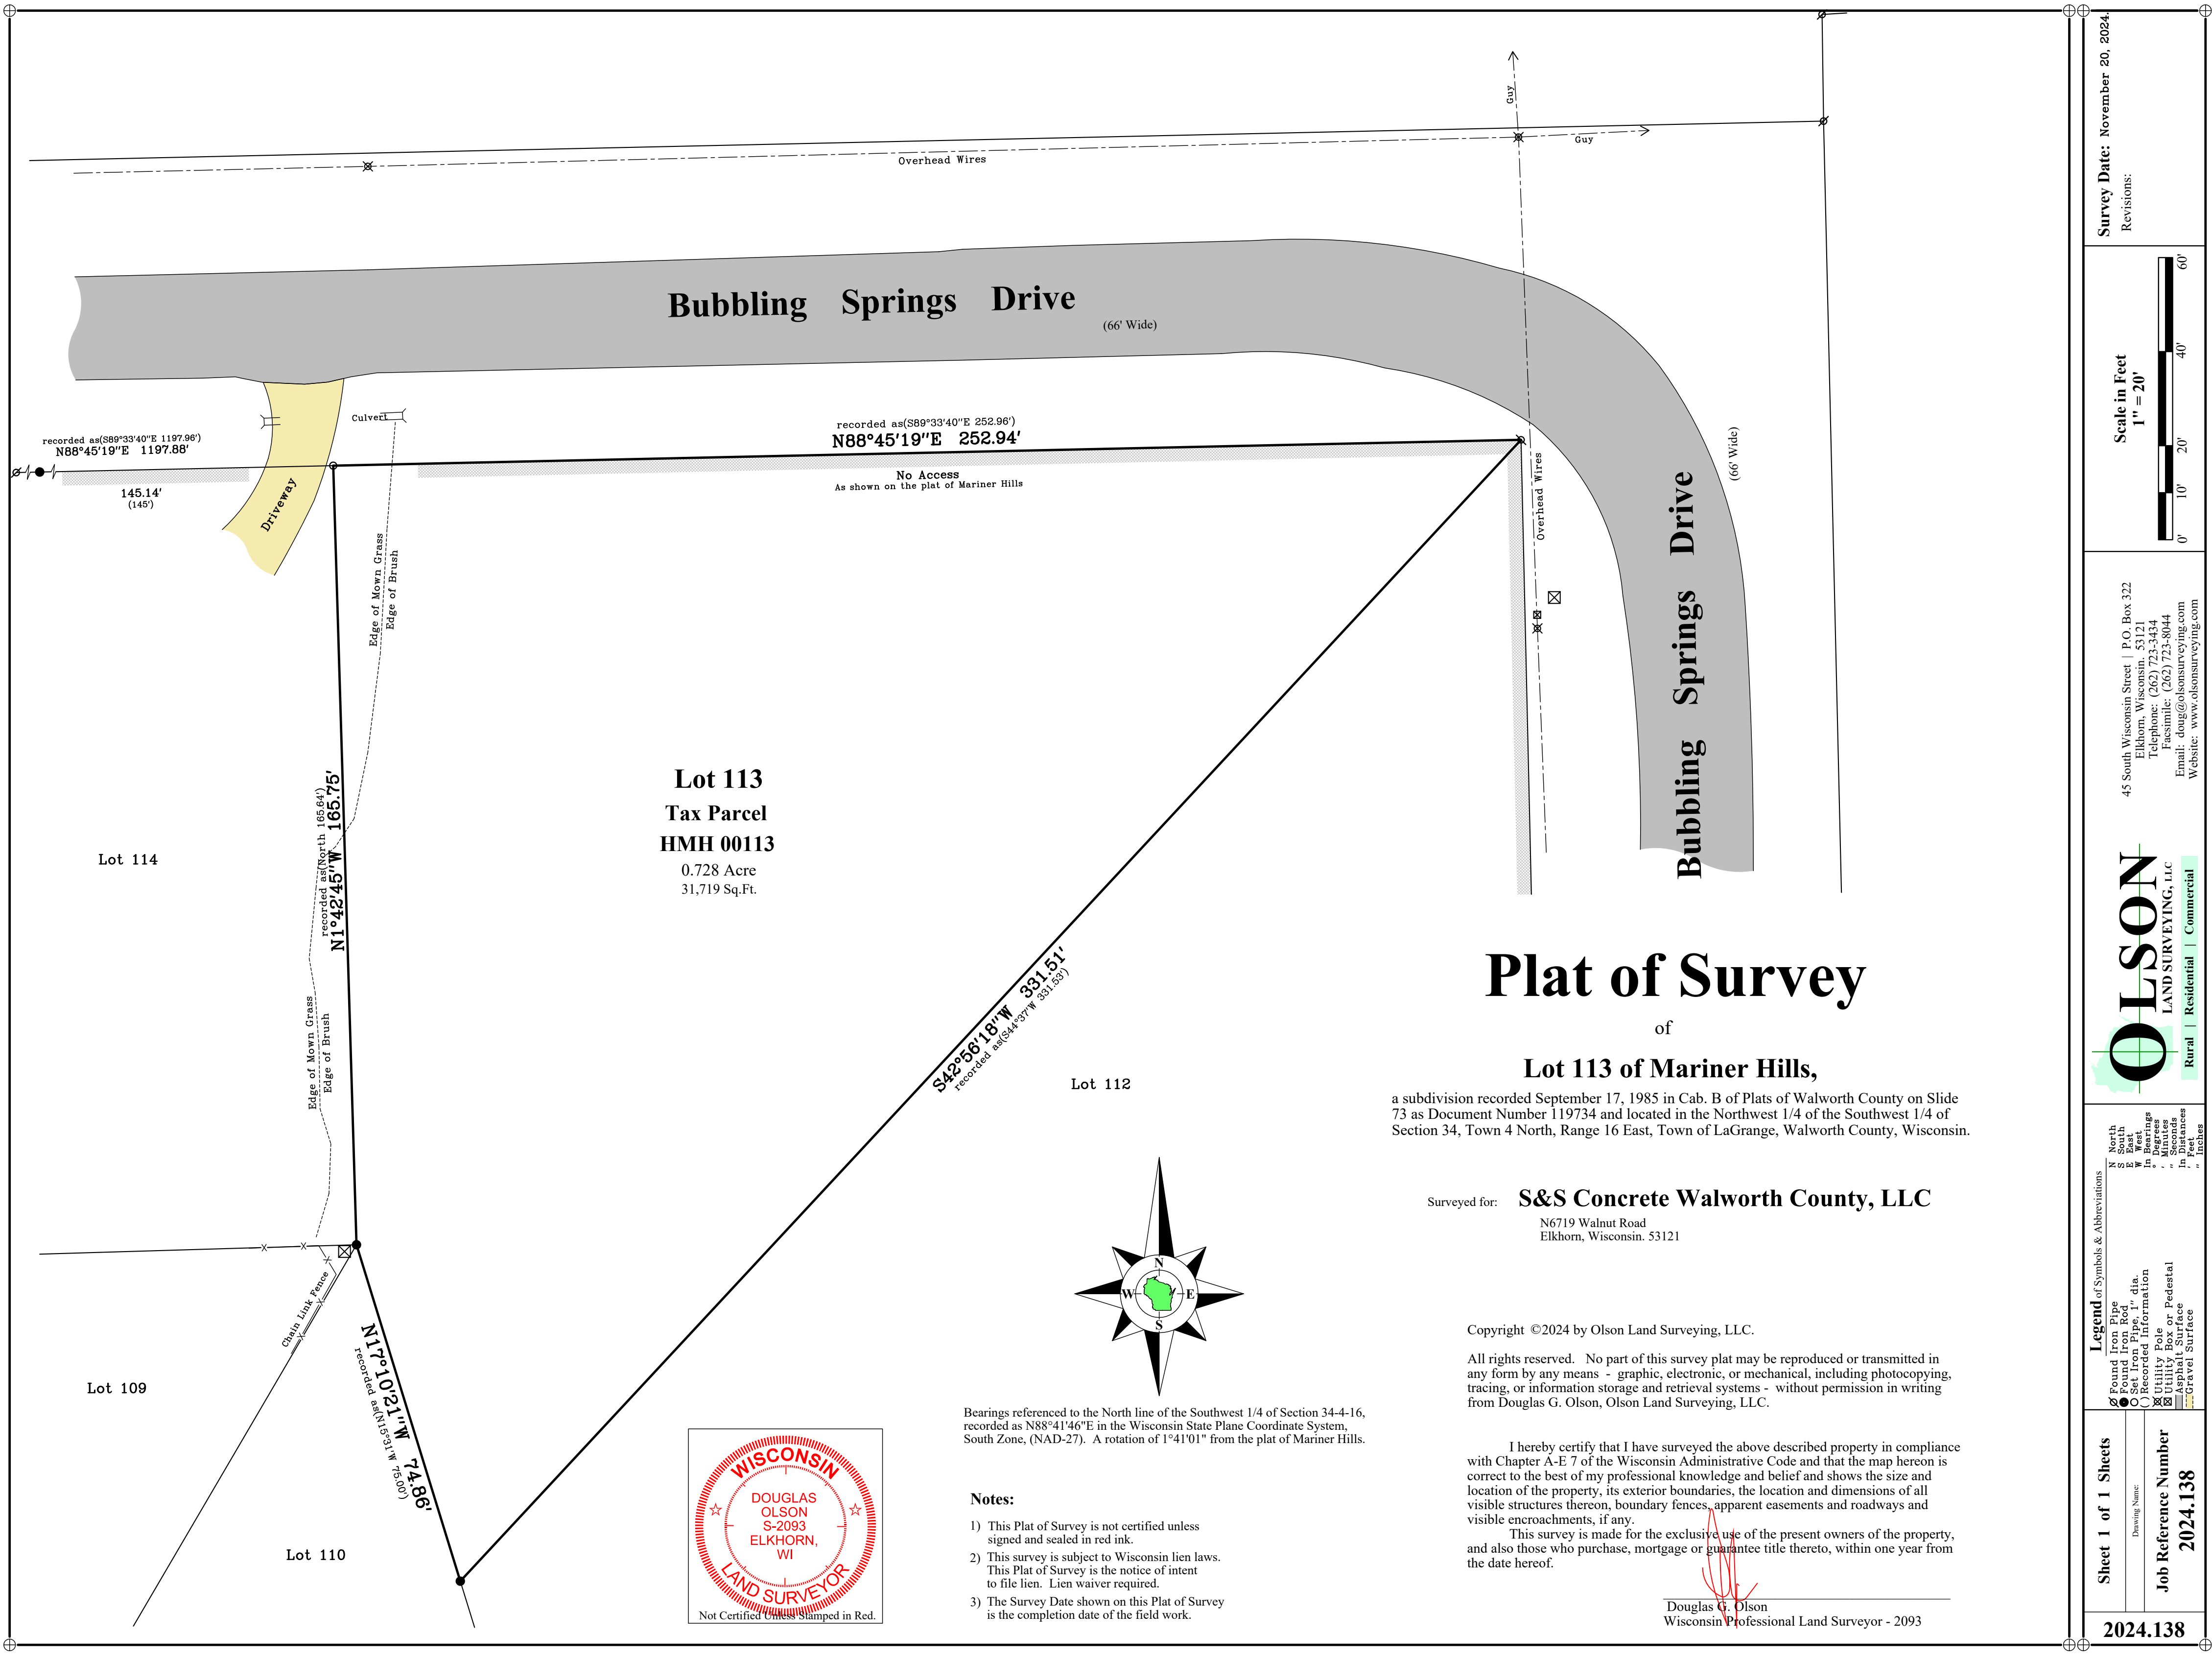 Overhead Wires
Guy
Guy
Bubbling Springs Drive
(66' Wide)
Culvert
recorded as(S89°33'40"E 1197.96')
N88°45'19"E 1197.88'
145.14'
(145')
Driveway
recorded as(S89°33'40"E 252.96')
N88°45'19"E 252.94'
No Access
As shown on the plat of Mariner Hills
Overhead Wires
(66' Wide)
Bubbling Springs Drive
Edge of Mown Grass
Edge of Brush
Lot 113
Tax Parcel
HMH 00113
0.728 Acre
31,719 Sq.Ft.
Lot 114
recorded as(North 165.64')
N1°42'45"W 165.75'
Edge of Mown Grass
Edge of Brush
S42°56'18"W 331.51'
recorded as(S44°37'W 331.53')
Lot 112
Chain Link Fence
N17°10'21"W 74.86'
recorded as(N15°31'W 75.00')
Lot 109
Lot 110
N
W E
S
Bearings referenced to the North line of the Southwest 1/4 of Section 34-4-16,
recorded as N88°41'46"E in the Wisconsin State Plane Coordinate System,
South Zone, (NAD-27). A rotation of 1°41'01" from the plat of Mariner Hills.
Notes:
1) This Plat of Survey is not certified unless
signed and sealed in red ink.
2) This survey is subject to Wisconsin lien laws.
This Plat of Survey is the notice of intent
to file lien. Lien waiver required.
3) The Survey Date shown on this Plat of Survey
is the completion date of the field work.
WISCONSIN
DOUGLAS
OLSON
S-2093
ELKHORN,
WI
LAND SURVEYOR
Not Certified Unless Stamped in Red.
Plat of Survey
of
Lot 113 of Mariner Hills,
a subdivision recorded September 17, 1985 in Cab. B of Plats of Walworth County on Slide
73 as Document Number 119734 and located in the Northwest 1/4 of the Southwest 1/4 of
Section 34, Town 4 North, Range 16 East, Town of LaGrange, Walworth County, Wisconsin.
Surveyed for: S&S Concrete Walworth County, LLC
N6719 Walnut Road
Elkhorn, Wisconsin. 53121
Copyright ©2024 by Olson Land Surveying, LLC.
All rights reserved. No part of this survey plat may be reproduced or transmitted in
any form by any means - graphic, electronic, or mechanical, including photocopying,
tracing, or information storage and retrieval systems - without permission in writing
from Douglas G. Olson, Olson Land Surveying, LLC.
I hereby certify that I have surveyed the above described property in compliance
with Chapter A-E 7 of the Wisconsin Administrative Code and that the map hereon is
correct to the best of my professional knowledge and belief and shows the size and
location of the property, its exterior boundaries, the location and dimensions of all
visible structures thereon, boundary fences, apparent easements and roadways and
visible encroachments, if any.
This survey is made for the exclusive use of the present owners of the property,
and also those who purchase, mortgage or guarantee title thereto, within one year from
the date hereof.
Douglas G. Olson
Wisconsin Professional Land Surveyor - 2093
Survey Date: November 20, 2024.
Revisions:
Scale in Feet
1" = 20'
0' 10' 20' 40' 60'
45 South Wisconsin Street | P.O. Box 322
Elkhorn, Wisconsin. 53121
Telephone: (262) 723-3434
Facsimile: (262) 723-8044
Email: doug@olsonsurveying.com
Website: www.olsonsurveying.com
OLSON
LAND SURVEYING, LLC
Rural | Residential | Commercial
Legend of Symbols & Abbreviations
Found Iron Pipe
Found Iron Rod
Set Iron Pipe, 1" dia.
( ) Recorded Information
Utility Pole
Utility Box or Pedestal
Asphalt Surface
Gravel Surface
N North
S South
E East
W West
In Bearings
° Degrees
' Minutes
" Seconds
In Distances
' Feet
" Inches
Sheet 1 of 1 Sheets
Drawing Name:
Job Reference Number
2024.138
2024.138